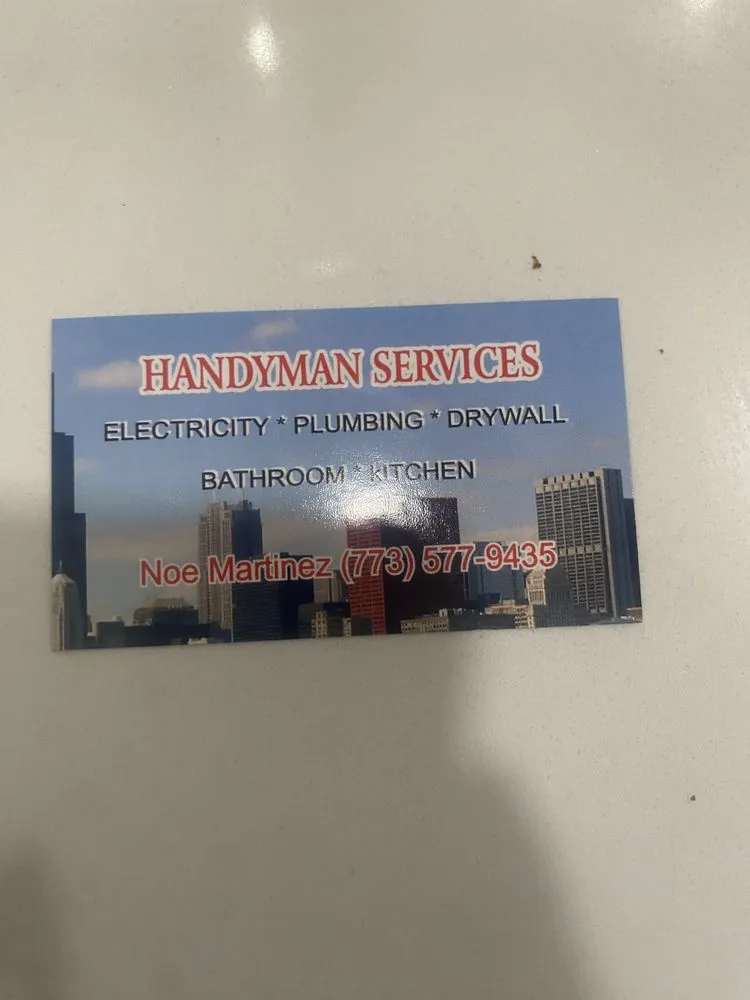 HANDYMAN SERVICES
ELECTRICITY * PLUMBING * DRYWALL
BATHROOM * KITCHEN
Noe Martinez (773) 577-9435